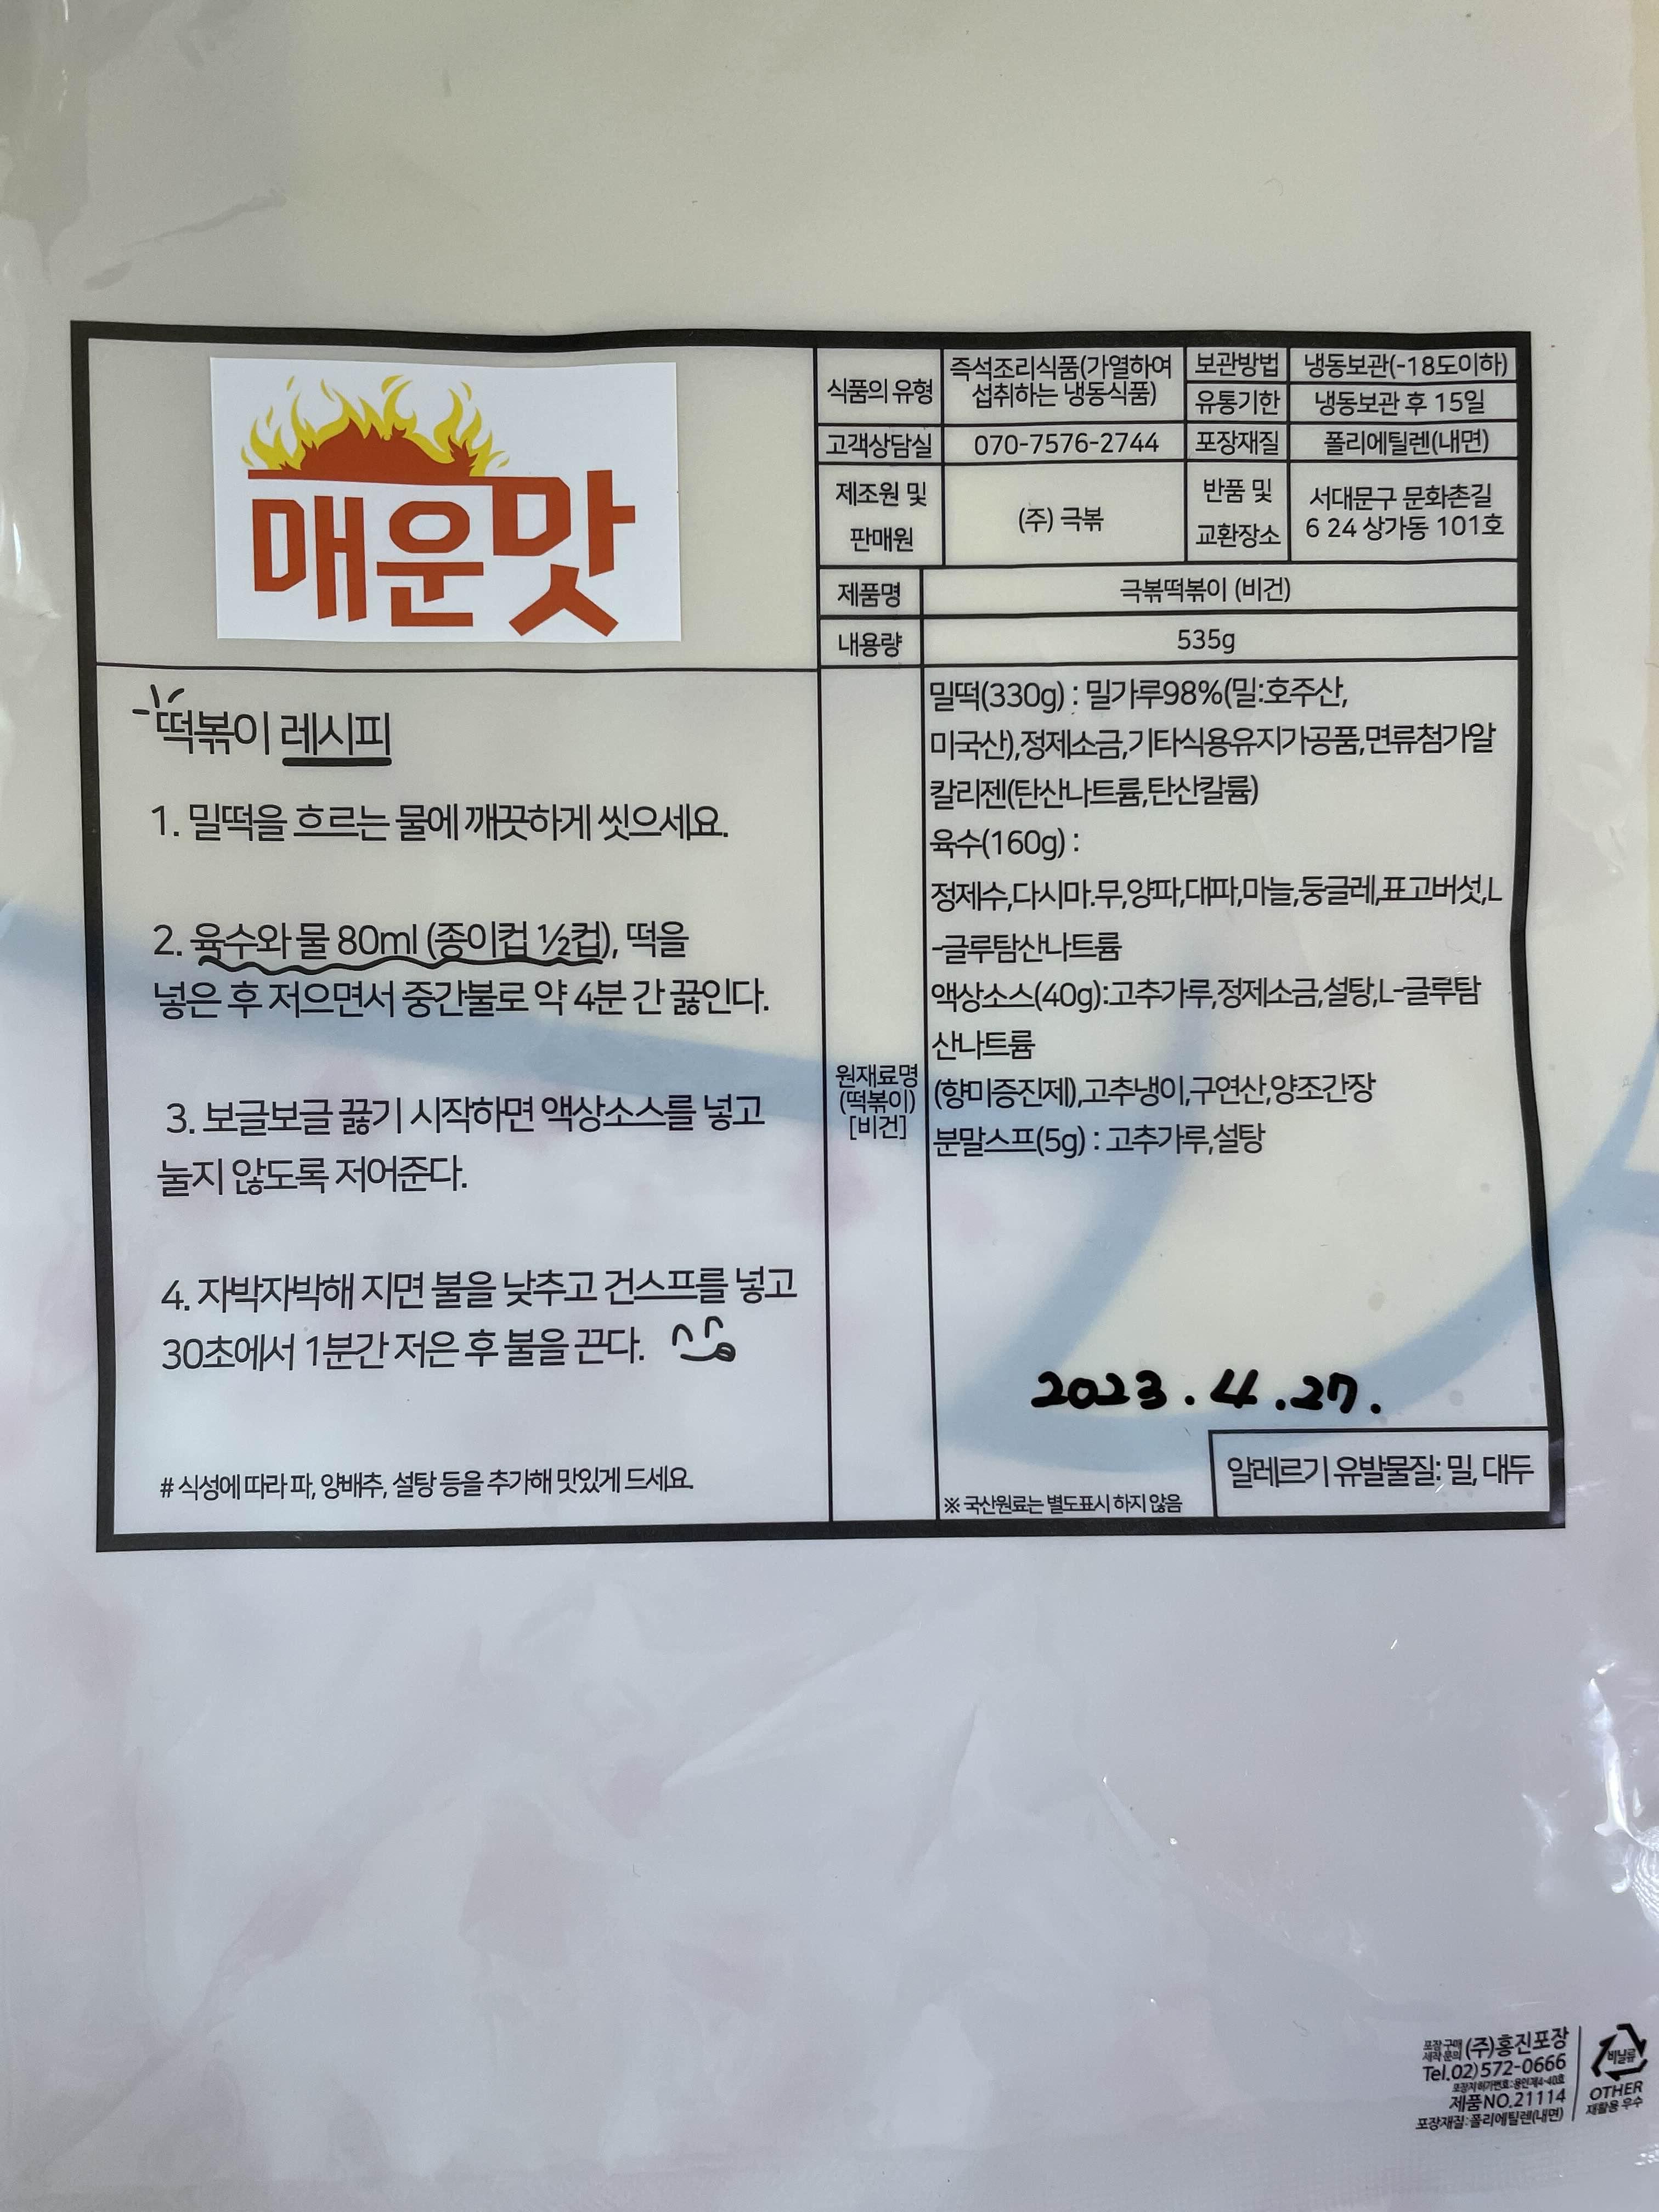 매운맛
떡볶이 레시피
1. 밀떡을 흐르는 물에 깨끗하게 씻으세요.
2. 육수와 물 80ml (종이컵 ½컵), 떡을
넣은 후 저으면서 중간불로 약 4분 간 끓인다.
3. 보글보글 끓기 시작하면 액상소스를 넣고
눌지 않도록 저어준다.
4. 자박자박해 지면 불을 낮추고 건스프를 넣고
30초에서 1분간 저은 후 불을 끈다.
# 식성에 따라 파, 양배추, 설탕 등을 추가해 맛있게 드세요.
식품의 유형
즉석조리식품(가열하여
섭취하는 냉동식품)
보관방법
냉동보관(-18도이하)
유통기한
냉동보관 후 15일
고객상담실
070-7576-2744
포장재질
폴리에틸렌(내면)
제조원 및
판매원
(주) 극볶
반품 및
교환장소
서대문구 문화촌길
6 24 상가동 101호
제품명
극볶떡볶이 (비건)
내용량
535g
원재료명
(떡볶이)
[비건]
밀떡(330g) : 밀가루98%(밀:호주산,
미국산),정제소금,기타식용유지가공품,면류첨가알
칼리젠(탄산나트륨,탄산칼륨)
육수(160g) :
정제수,다시마.무,양파,대파,마늘,둥글레,표고버섯,L
-글루탐산나트륨
액상소스(40g):고추가루,정제소금,설탕,L-글루탐
산나트륨
(향미증진제),고추냉이,구연산,양조간장
분말스프(5g) : 고추가루,설탕
2023.4.27.
※ 국산원료는 별도표시 하지 않음
알레르기 유발물질: 밀, 대두
포장구매
제작문의 (주)홍진포장
Tel.02)572-0666
포장지허가번호:용인제4-40호
제품NO.21114
포장재질:폴리에틸렌(내면)
비닐류
OTHER
재활용 우수